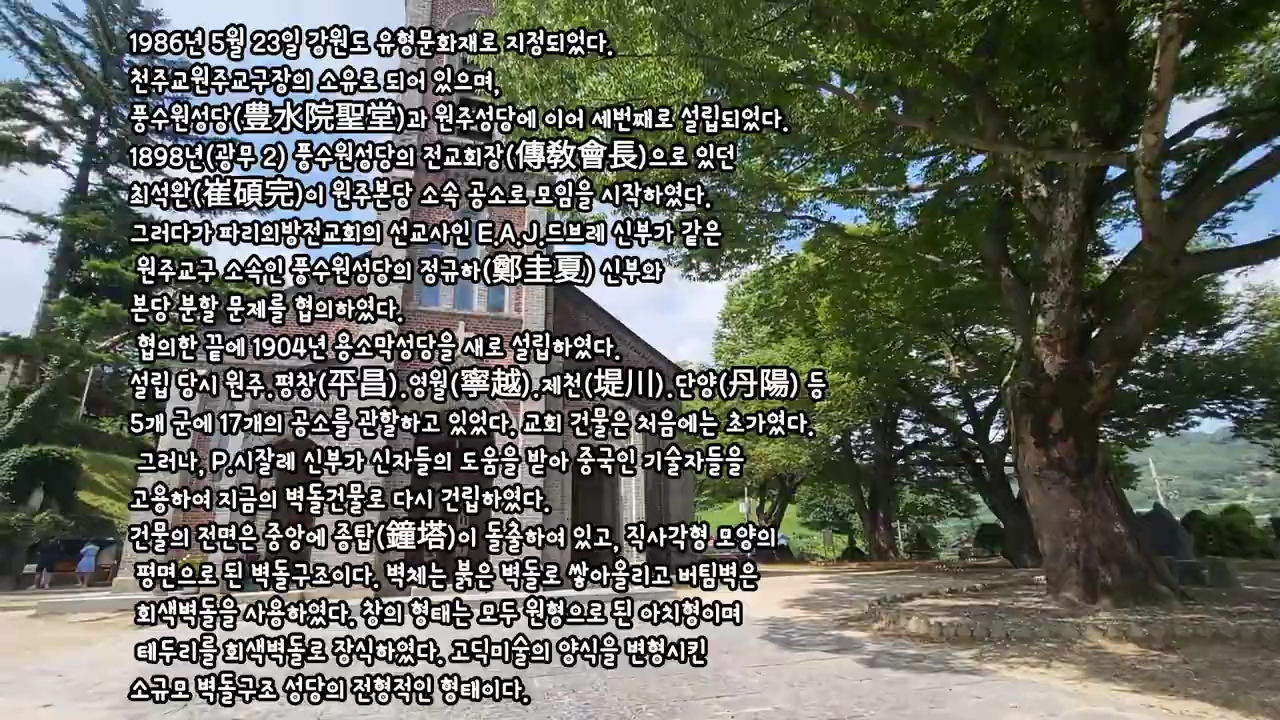 1986년 5월 23일 강원도 유형문화재로 지정되었다.
천주교원주교구장의 소유로 되어 있으며,
풍수원성당(豊水院聖堂)과 원주성당에 이어 세번째로 설립되었다.
1898년(광무 2) 풍수원성당의 전교회장(傳敎會長)으로 있던
최석완(崔碩完)이 원주본당 소속 공소로 모임을 시작하였다.
그러다가 파리외방전교회의 선교사인 E.A.J.드브레 신부가 같은
원주교구 소속인 풍수원성당의 정규하(鄭圭夏) 신부와
본당 분할 문제를 협의하였다.
협의한 끝에 1904년 용소막성당을 새로 설립하였다.
설립 당시 원주.평창(平昌).영월(寧越).제천(堤川).단양(丹陽) 등
5개 군에 17개의 공소를 관할하고 있었다. 교회 건물은 처음에는 초가였다.
그러나, P.시잘레 신부가 신자들의 도움을 받아 중국인 기술자들을
고용하여 지금의 벽돌건물로 다시 건립하였다.
건물의 전면은 중앙에 종탑(鐘塔)이 돌출하여 있고, 직사각형 모양의
평면으로 된 벽돌구조이다. 벽체는 붉은 벽돌로 쌓아올리고 버팀벽은
회색벽돌을 사용하였다. 창의 형태는 모두 원형으로 된 아치형이며
테두리를 회색벽돌로 장식하였다. 고딕미술의 양식을 변형시킨
소규모 벽돌구조 성당의 전형적인 형태이다.